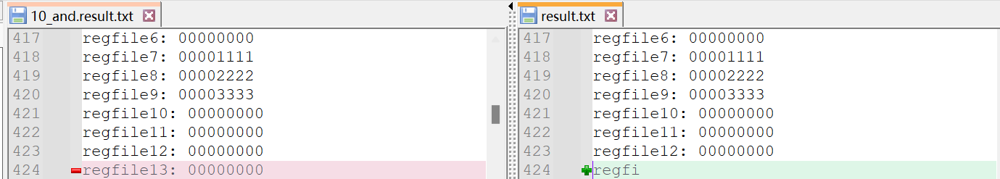 10_and.result.txt
417 regfile6: 00000000
418 regfile7: 00001111
419 regfile8: 00002222
420 regfile9: 00003333
421 regfile10: 00000000
422 regfile11: 00000000
423 regfile12: 00000000
424 regfile13: 00000000
result.txt
417 regfile6: 00000000
418 regfile7: 00001111
419 regfile8: 00002222
420 regfile9: 00003333
421 regfile10: 00000000
422 regfile11: 00000000
423 regfile12: 00000000
424 regfi